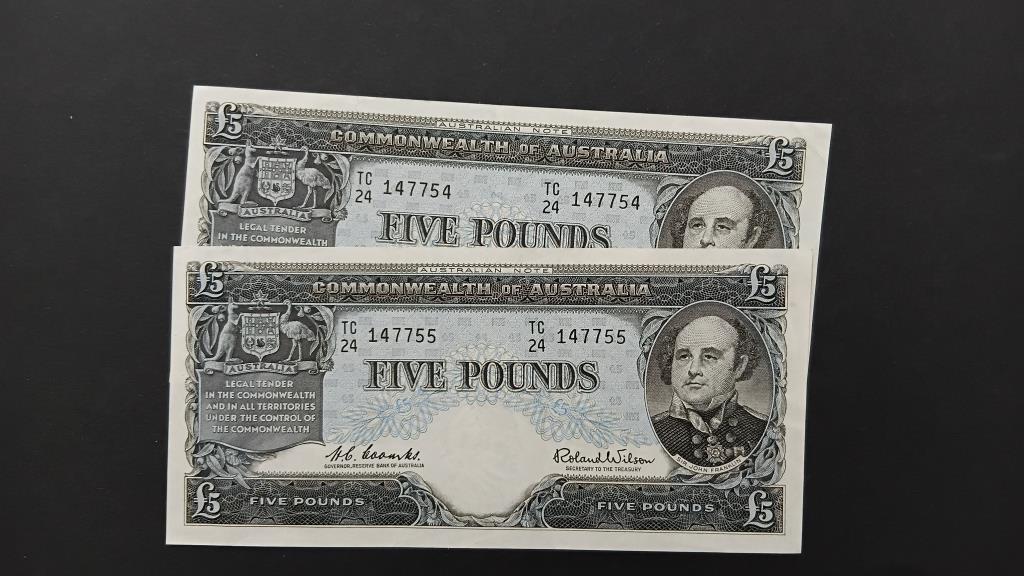 AUSTRALIAN NOTE
£5 COMMONWEALTH OF AUSTRALIA £5
TC 24 147754 TC 24 147754
AUSTRALIA
FIVE POUNDS
LEGAL TENDER
IN THE COMMONWEALTH
AUSTRALIAN NOTE
£5 COMMONWEALTH OF AUSTRALIA £5
TC 24 147755 TC 24 147755
AUSTRALIA
FIVE POUNDS
LEGAL TENDER
IN THE COMMONWEALTH
AND IN ALL TERRITORIES
UNDER THE CONTROL OF
THE COMMONWEALTH
H.C. Coombs. Roland Wilson
GOVERNOR, RESERVE BANK OF AUSTRALIA SECRETARY TO THE TREASURY
SIR JOHN FRANKLIN
£5 FIVE POUNDS FIVE POUNDS £5